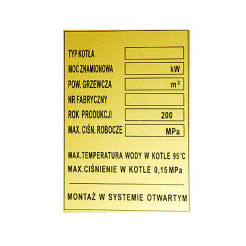 TYP KOTŁA
MOC ZNAMIONOWA kW
POW. GRZEWCZA m²
NR FABRYCZNY
ROK PRODUKCJI 200
MAX. CIŚN. ROBOCZE MPa
MAX.TEMPERATURA WODY W KOTLE 95°C
MAX.CIŚNIENIE W KOTLE 0,15 MPa
MONTAŻ W SYSTEMIE OTWARTYM